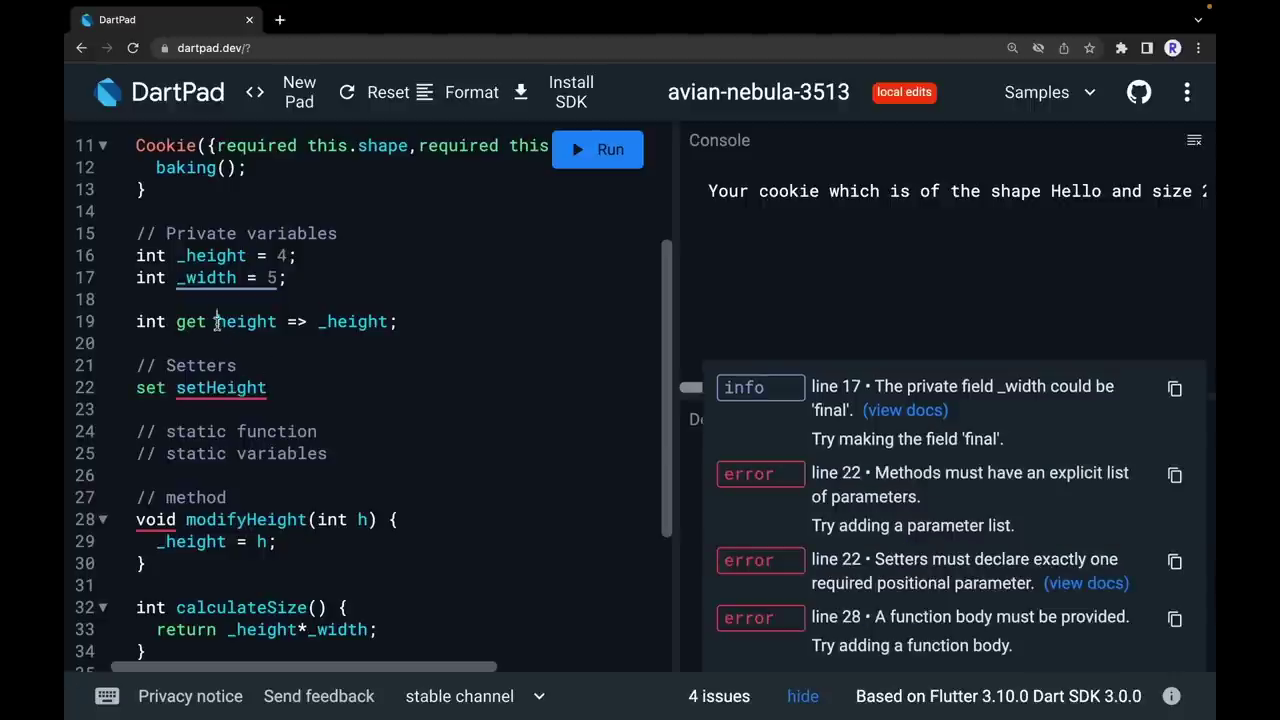 DartPad
dartpad.dev/?
R
DartPad
<>
New Pad
Reset
Format
Install SDK
avian-nebula-3513
local edits
Samples
11 Cookie({required this.shape,required this
12 baking();
13 }
14
15 // Private variables
16 int _height = 4;
17 int _width = 5;
18
19 int get height => _height;
20
21 // Setters
22 set setHeight
23
24 // static function
25 // static variables
26
27 // method
28 void modifyHeight(int h) {
29 _height = h;
30 }
31
32 int calculateSize() {
33 return _height*_width;
34 }
Run
Console
Your cookie which is of the shape Hello and size 2
info
line 17 • The private field _width could be
'final'. (view docs)
Try making the field 'final'.
error
line 22 • Methods must have an explicit list
of parameters.
Try adding a parameter list.
error
line 22 • Setters must declare exactly one
required positional parameter. (view docs)
error
line 28 • A function body must be provided.
Try adding a function body.
Privacy notice
Send feedback
stable channel
4 issues
hide
Based on Flutter 3.10.0 Dart SDK 3.0.0